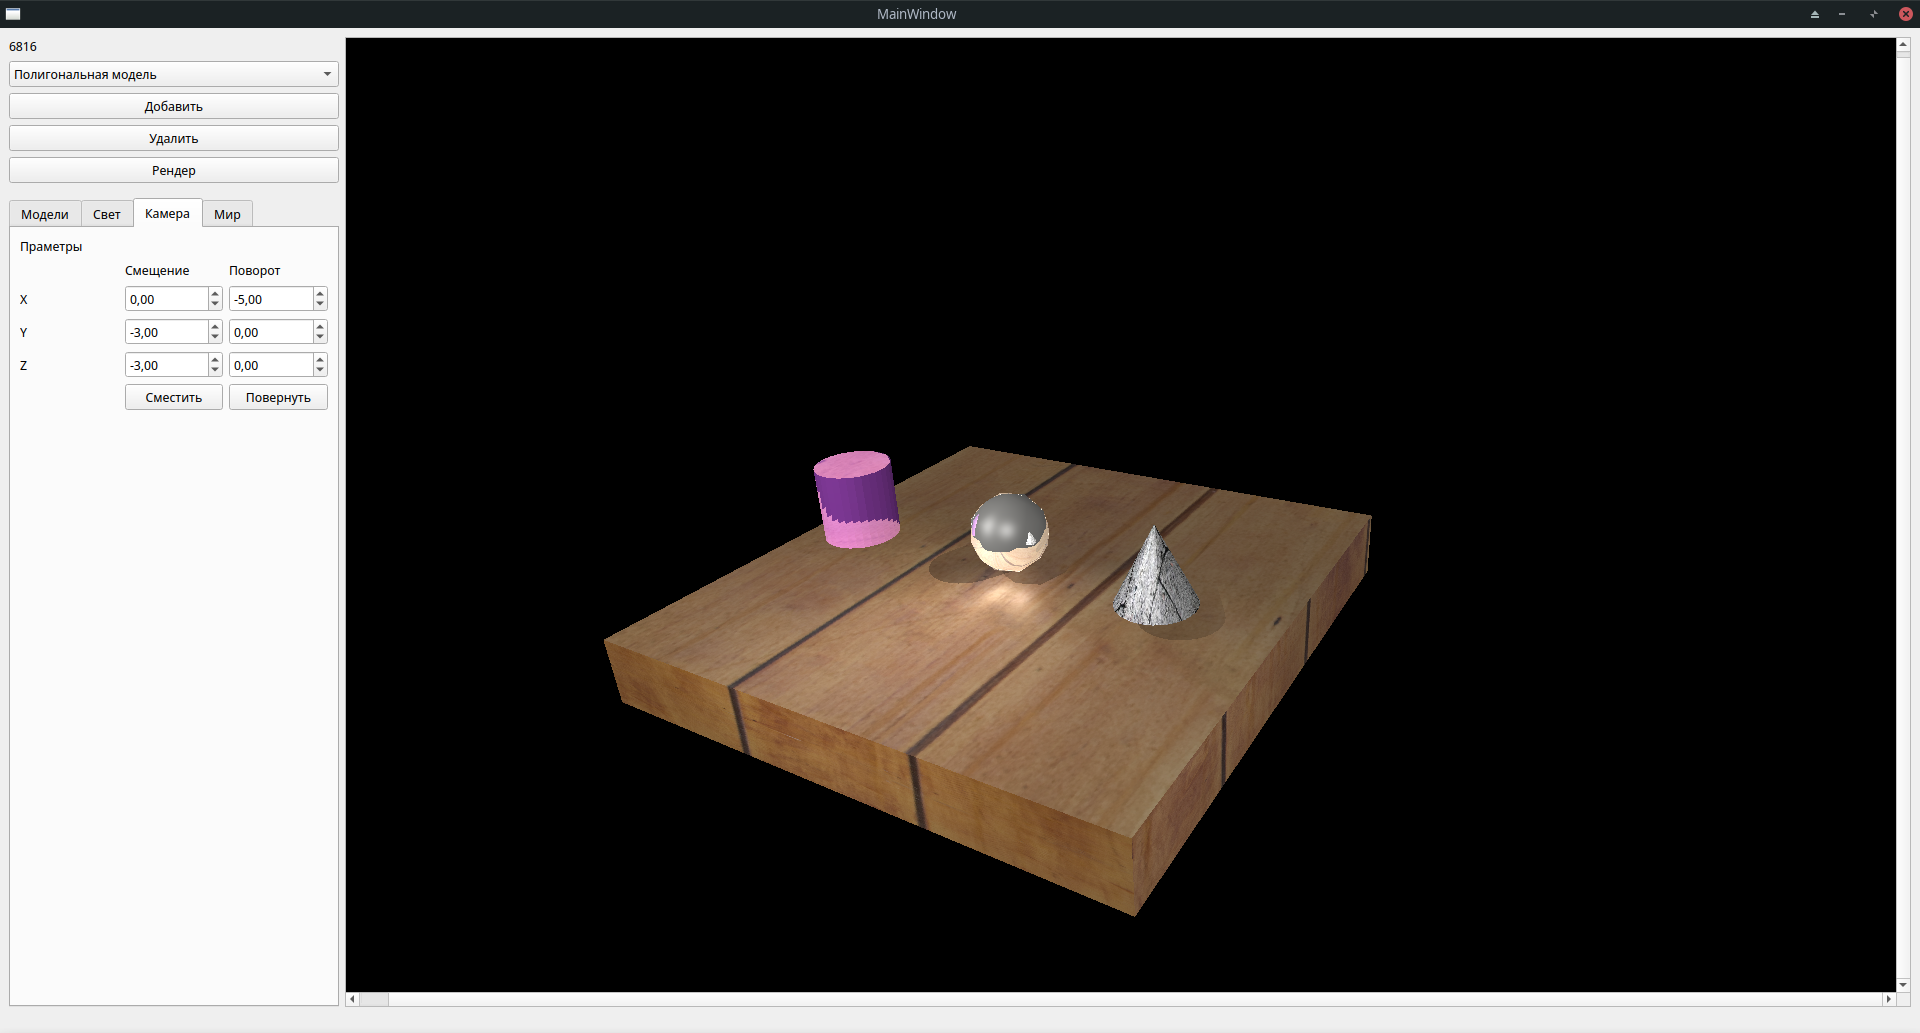 MainWindow
6816
Полигональная модель
Добавить
Удалить
Рендер
Модели Свет Камера Мир
Праметры
Смещение Поворот
X 0,00 -5,00
Y -3,00 0,00
Z -3,00 0,00
Сместить Повернуть